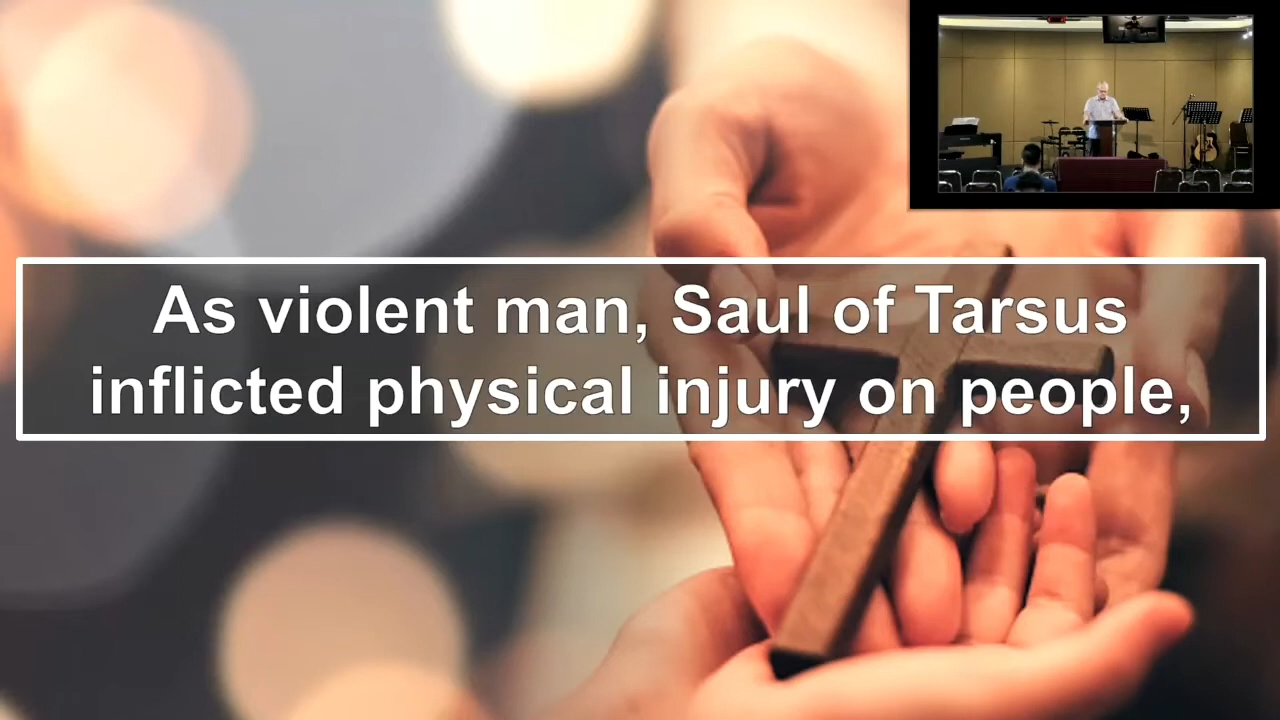 As violent man, Saul of Tarsus
inflicted physical injury on people,